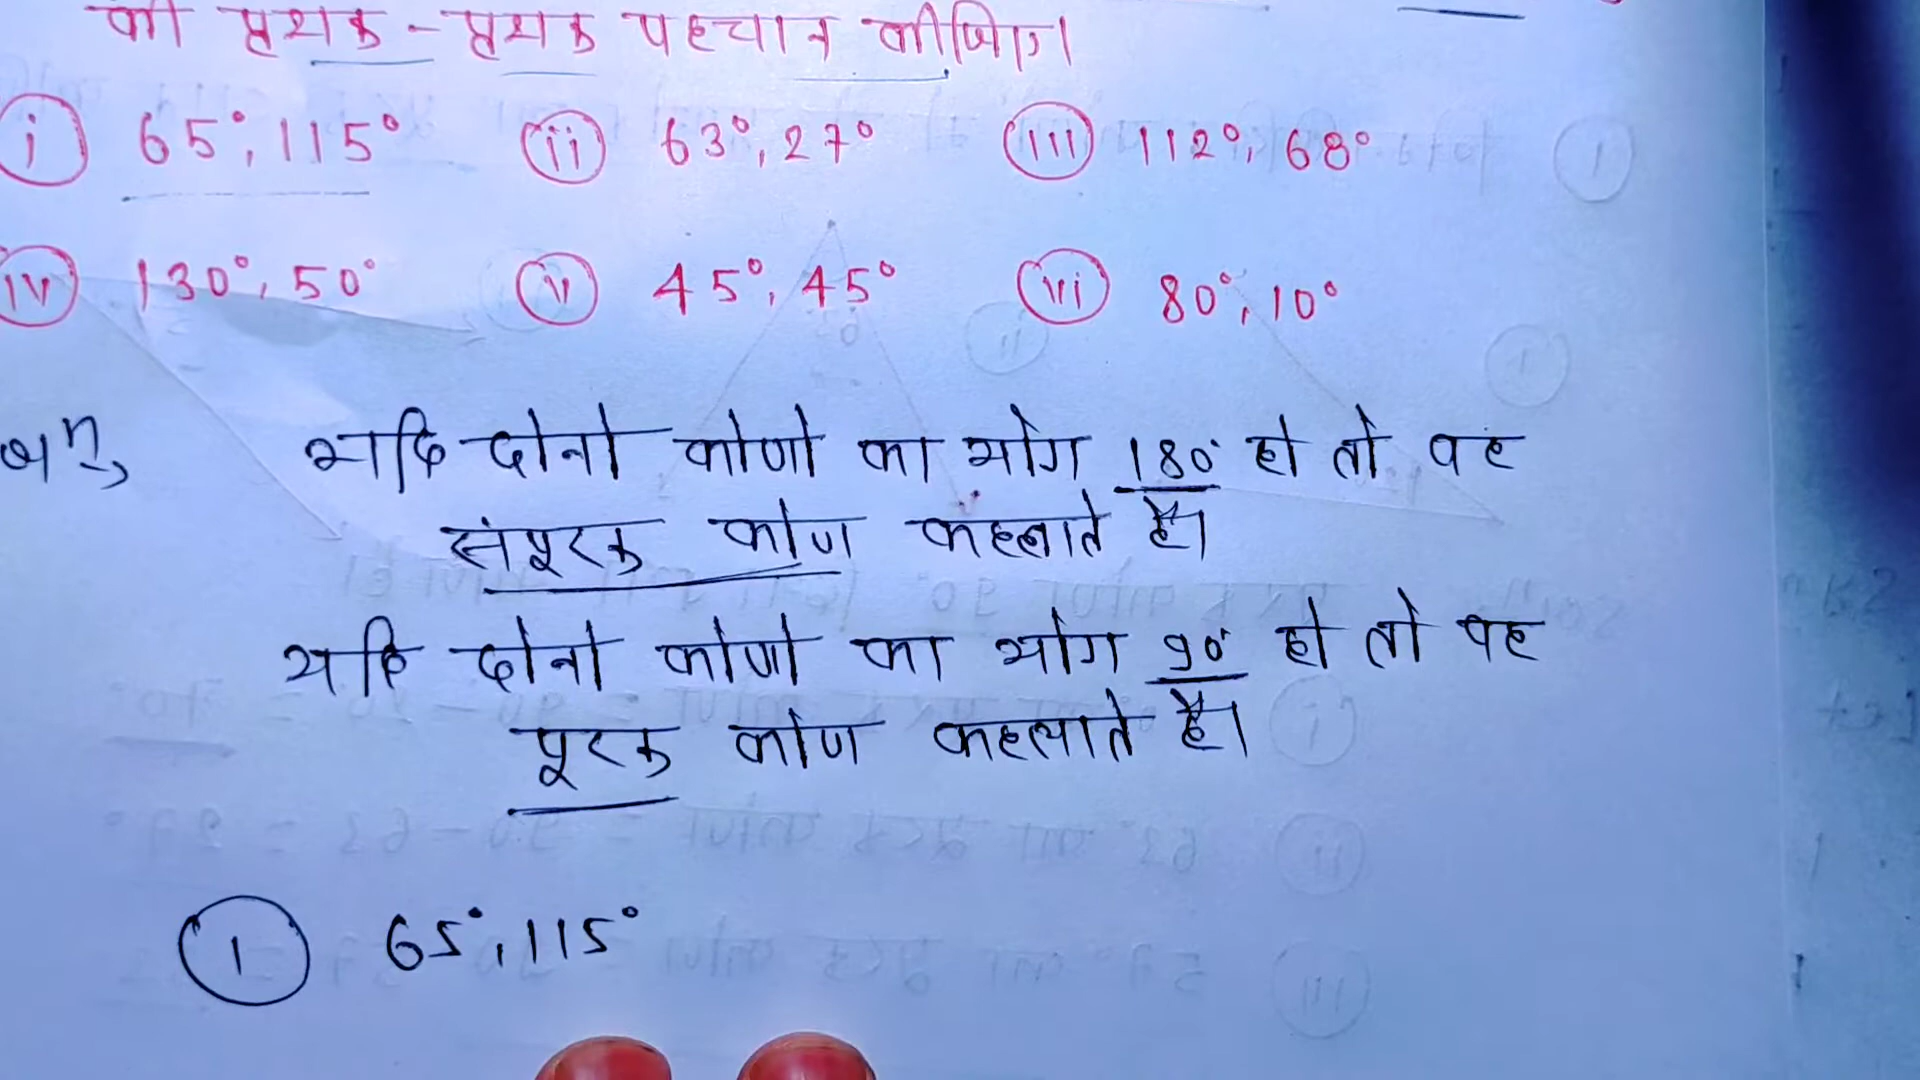 को पृथक - पृथक पहचान कीजिए।
(i) 65°, 115° (ii) 63°, 27° (iii) 112°, 68°
(iv) 130°, 50° (v) 45°, 45° (vi) 80°, 10°
यदि दोनो कोणो का योग 180° हो तो वह
संपूरक कोण कहलाते हैं।
यदि दोनो कोणो का योग 90° हो तो वह
पूरक कोण कहलाते हैं।
(1) 65°, 115°